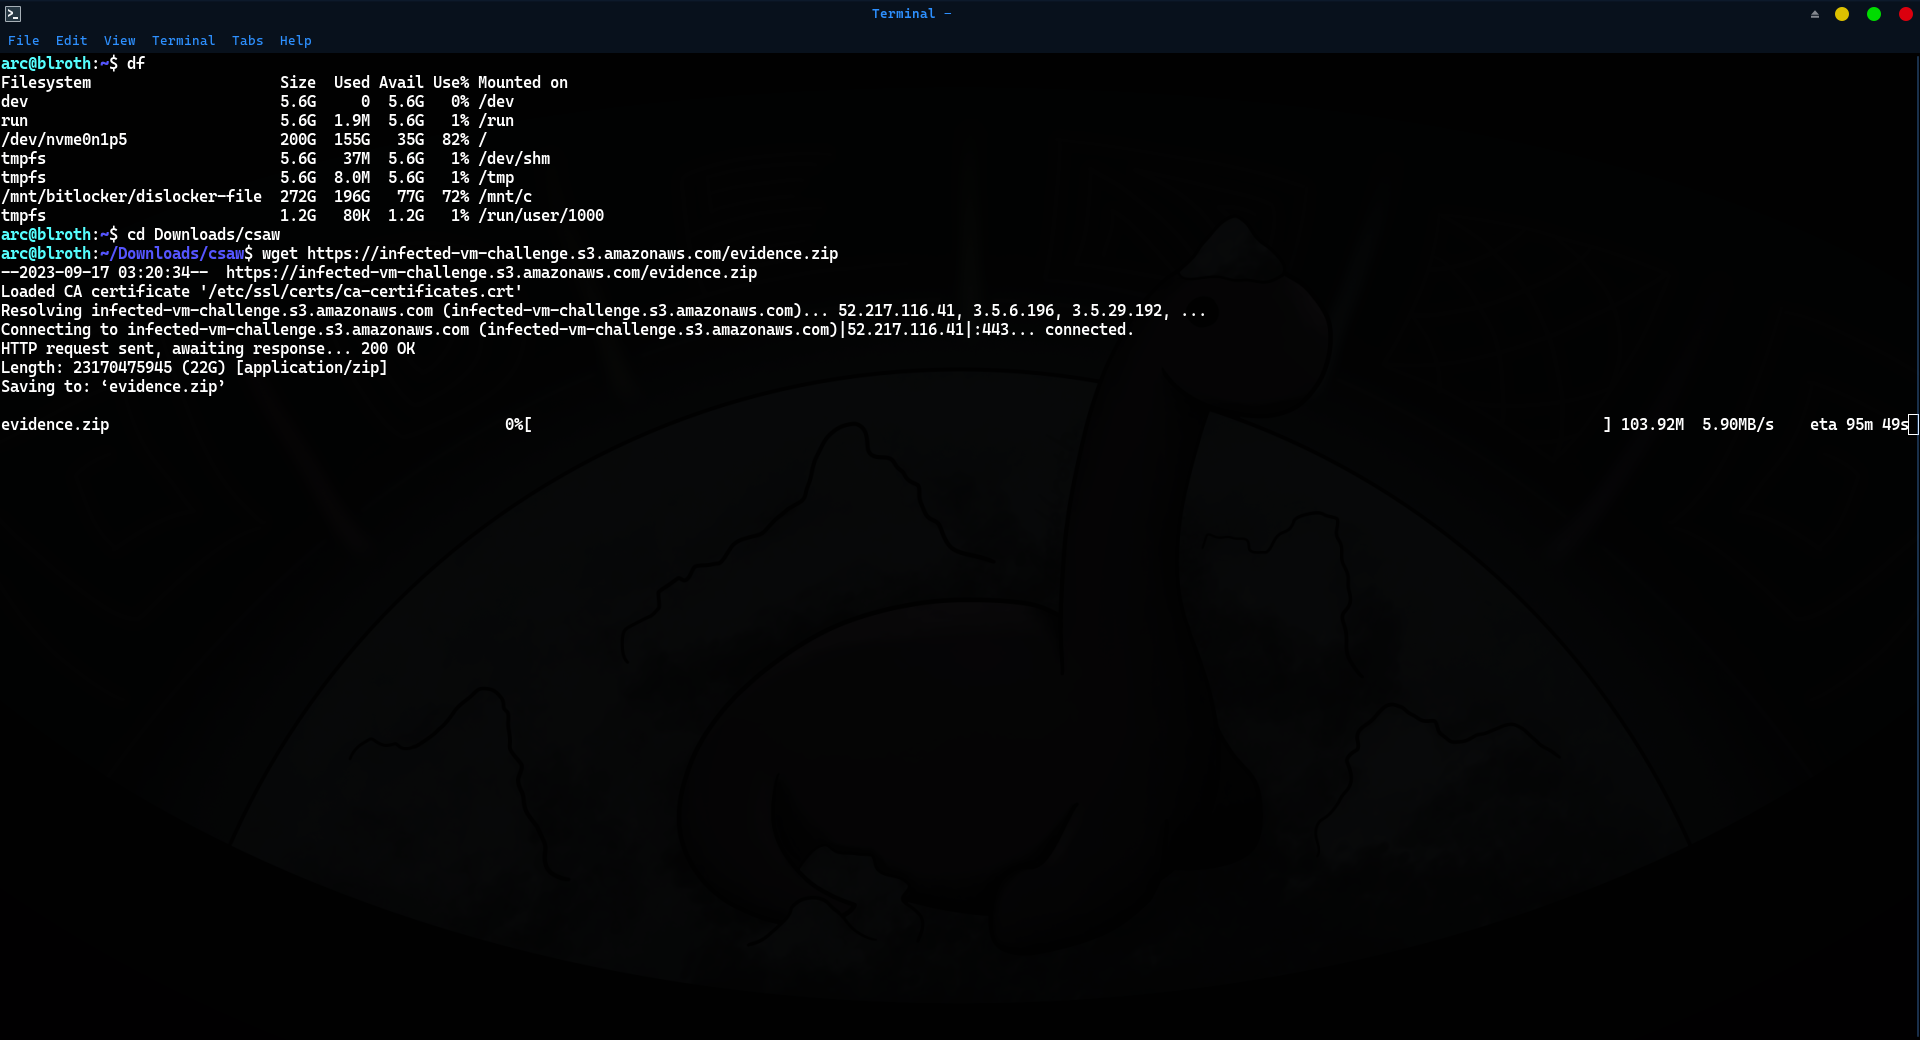 Terminal -
File Edit View Terminal Tabs Help
arc@blroth:~$ df
Filesystem                     Size  Used Avail Use% Mounted on
dev                            5.6G     0  5.6G   0% /dev
run                            5.6G  1.9M  5.6G   1% /run
/dev/nvme0n1p5                 200G  155G   35G  82% /
tmpfs                          5.6G   37M  5.6G   1% /dev/shm
tmpfs                          5.6G  8.0M  5.6G   1% /tmp
/mnt/bitlocker/dislocker-file  272G  196G   77G  72% /mnt/c
tmpfs                          1.2G   80K  1.2G   1% /run/user/1000
arc@blroth:~$ cd Downloads/csaw
arc@blroth:~/Downloads/csaw$ wget https://infected-vm-challenge.s3.amazonaws.com/evidence.zip
--2023-09-17 03:20:34--  https://infected-vm-challenge.s3.amazonaws.com/evidence.zip
Loaded CA certificate '/etc/ssl/certs/ca-certificates.crt'
Resolving infected-vm-challenge.s3.amazonaws.com (infected-vm-challenge.s3.amazonaws.com)... 52.217.116.41, 3.5.6.196, 3.5.29.192, ...
Connecting to infected-vm-challenge.s3.amazonaws.com (infected-vm-challenge.s3.amazonaws.com)|52.217.116.41|:443... connected.
HTTP request sent, awaiting response... 200 OK
Length: 23170475945 (22G) [application/zip]
Saving to: ‘evidence.zip’
evidence.zip 0%[ ] 103.92M 5.90MB/s eta 95m 49s